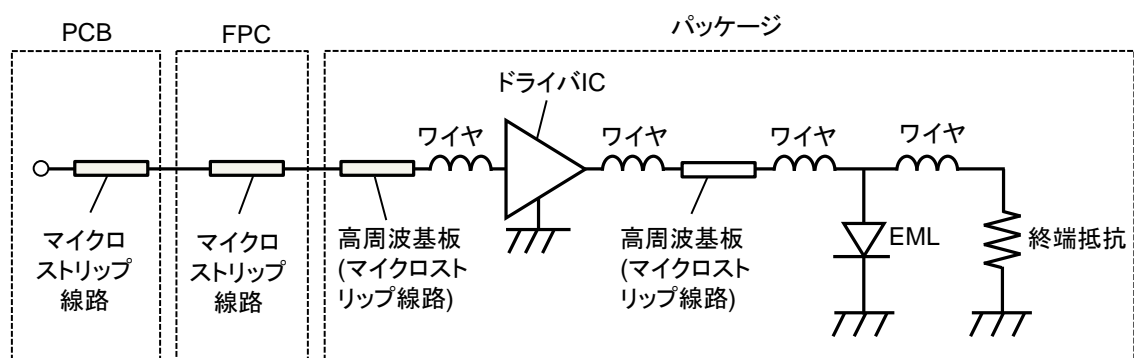 PCB
FPC
パッケージ
ドライバIC
ワイヤ
ワイヤ
ワイヤ
ワイヤ
マイクロ
ストリップ
線路
マイクロ
ストリップ
線路
高周波基板
(マイクロスト
リップ線路)
高周波基板
(マイクロスト
リップ線路)
EML
終端抵抗